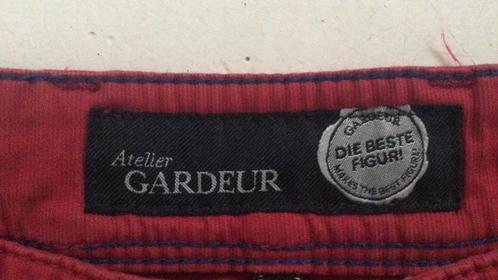 Atelier
GARDEUR
GARDEUR
DIE BESTE
FIGUR!
MAKES THE BEST FIGURE!